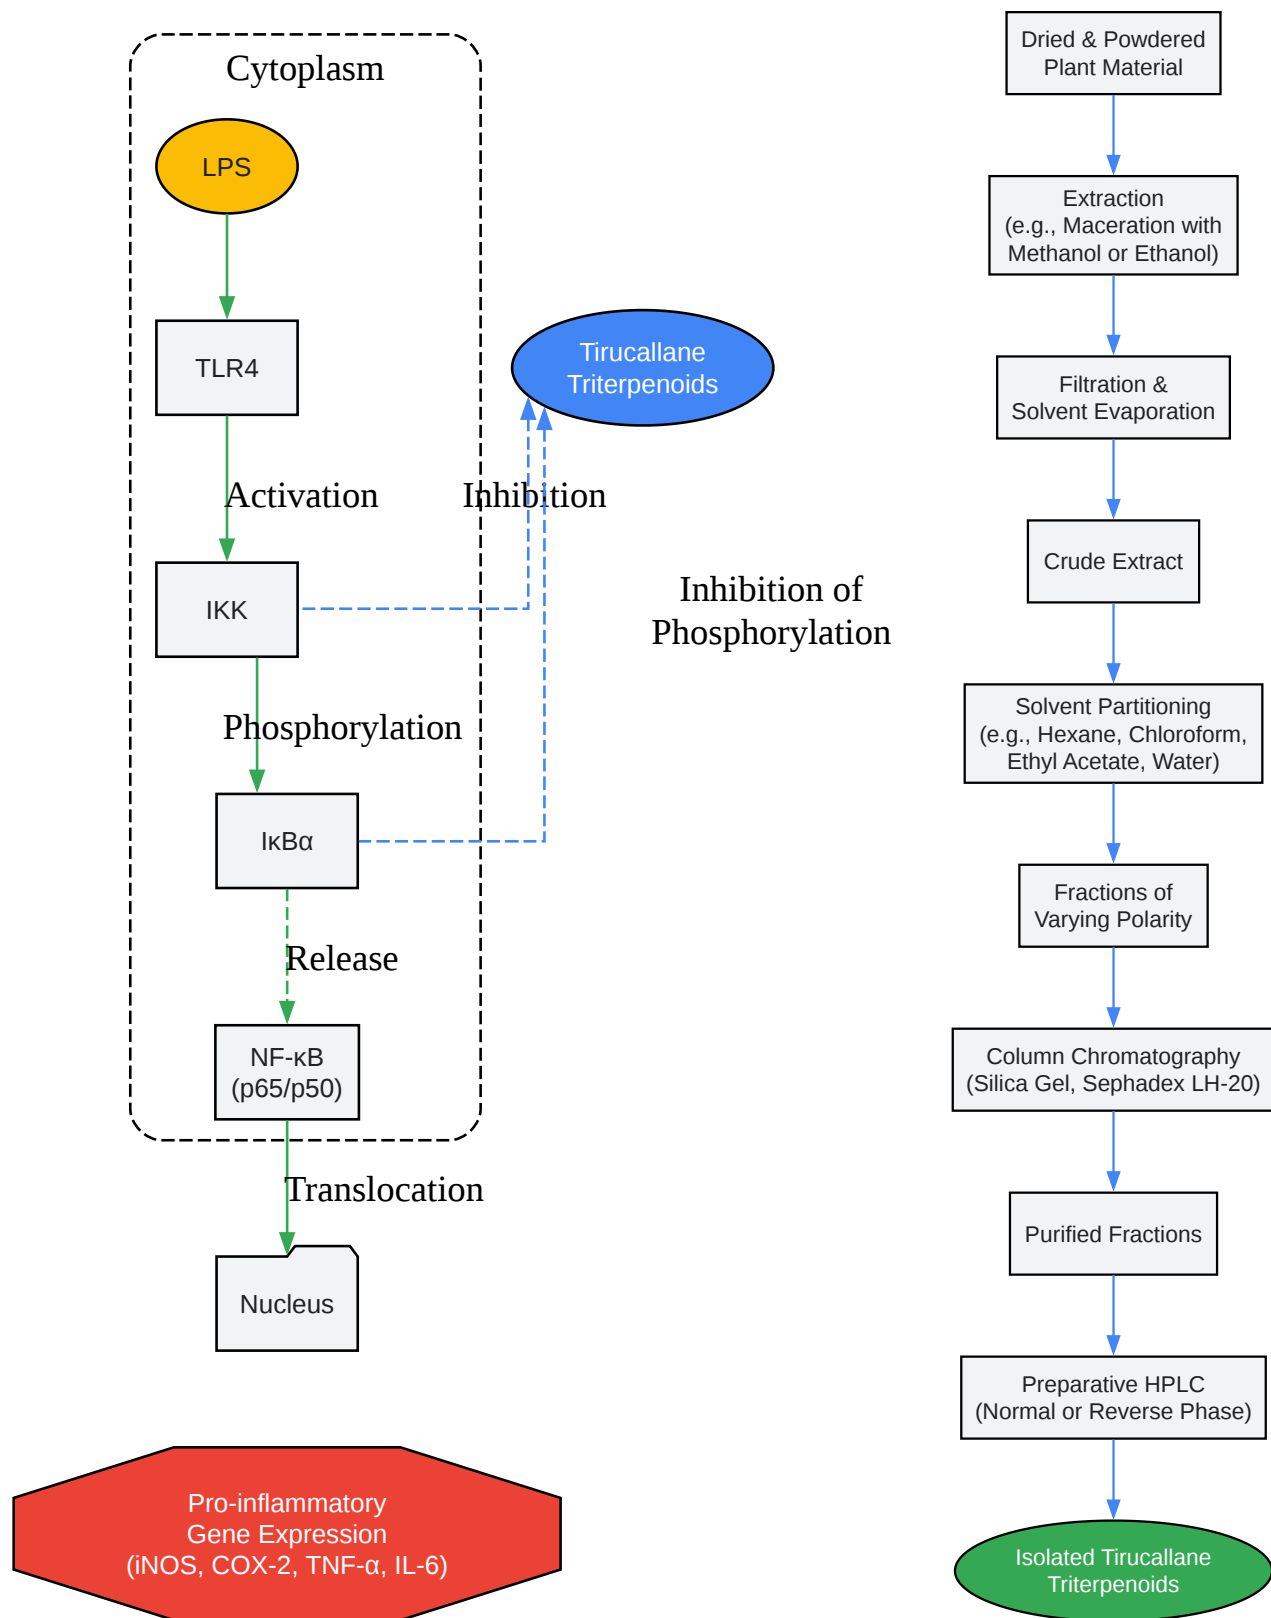 Cytoplasm
LPS
TLR4
Activation
IKK
Phosphorylation
IκBα
Release
NF-κB
(p65/p50)
Translocation
Nucleus
Pro-inflammatory
Gene Expression
(iNOS, COX-2, TNF-α, IL-6)
Tirucallane
Triterpenoids
Inhibition
Inhibition of
Phosphorylation
Dried & Powdered
Plant Material
Extraction
(e.g., Maceration with
Methanol or Ethanol)
Filtration &
Solvent Evaporation
Crude Extract
Solvent Partitioning
(e.g., Hexane, Chloroform,
Ethyl Acetate, Water)
Fractions of
Varying Polarity
Column Chromatography
(Silica Gel, Sephadex LH-20)
Purified Fractions
Preparative HPLC
(Normal or Reverse Phase)
Isolated Tirucallane
Triterpenoids